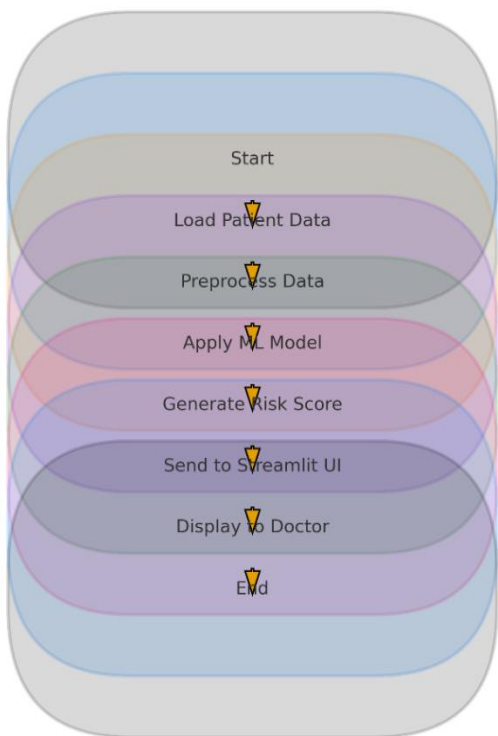 Start
Load Patient Data
Preprocess Data
Apply ML Model
Generate Risk Score
Send to Streamlit UI
Display to Doctor
End